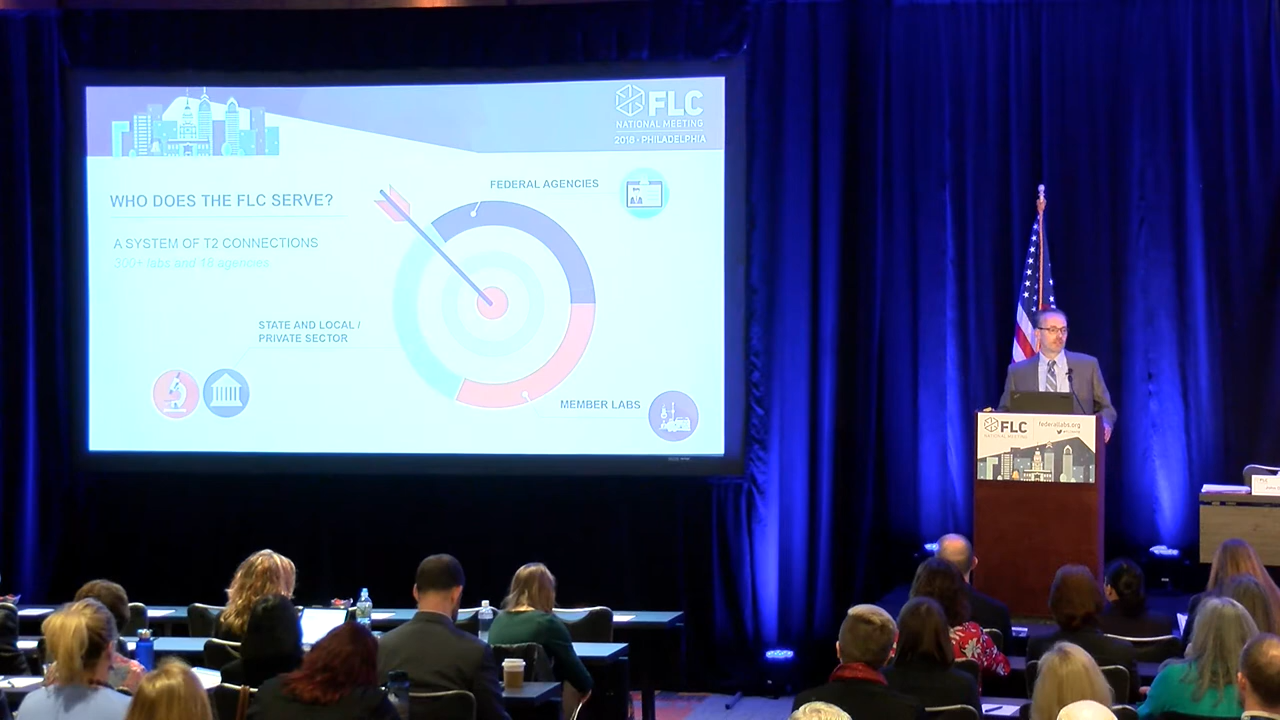 FLC
NATIONAL MEETING
2018 • PHILADELPHIA
WHO DOES THE FLC SERVE?
A SYSTEM OF T2 CONNECTIONS
300+ labs and 18 agencies
FEDERAL AGENCIES
STATE AND LOCAL /
PRIVATE SECTOR
MEMBER LABS
FLC
NATIONAL MEETING
federallabs.org